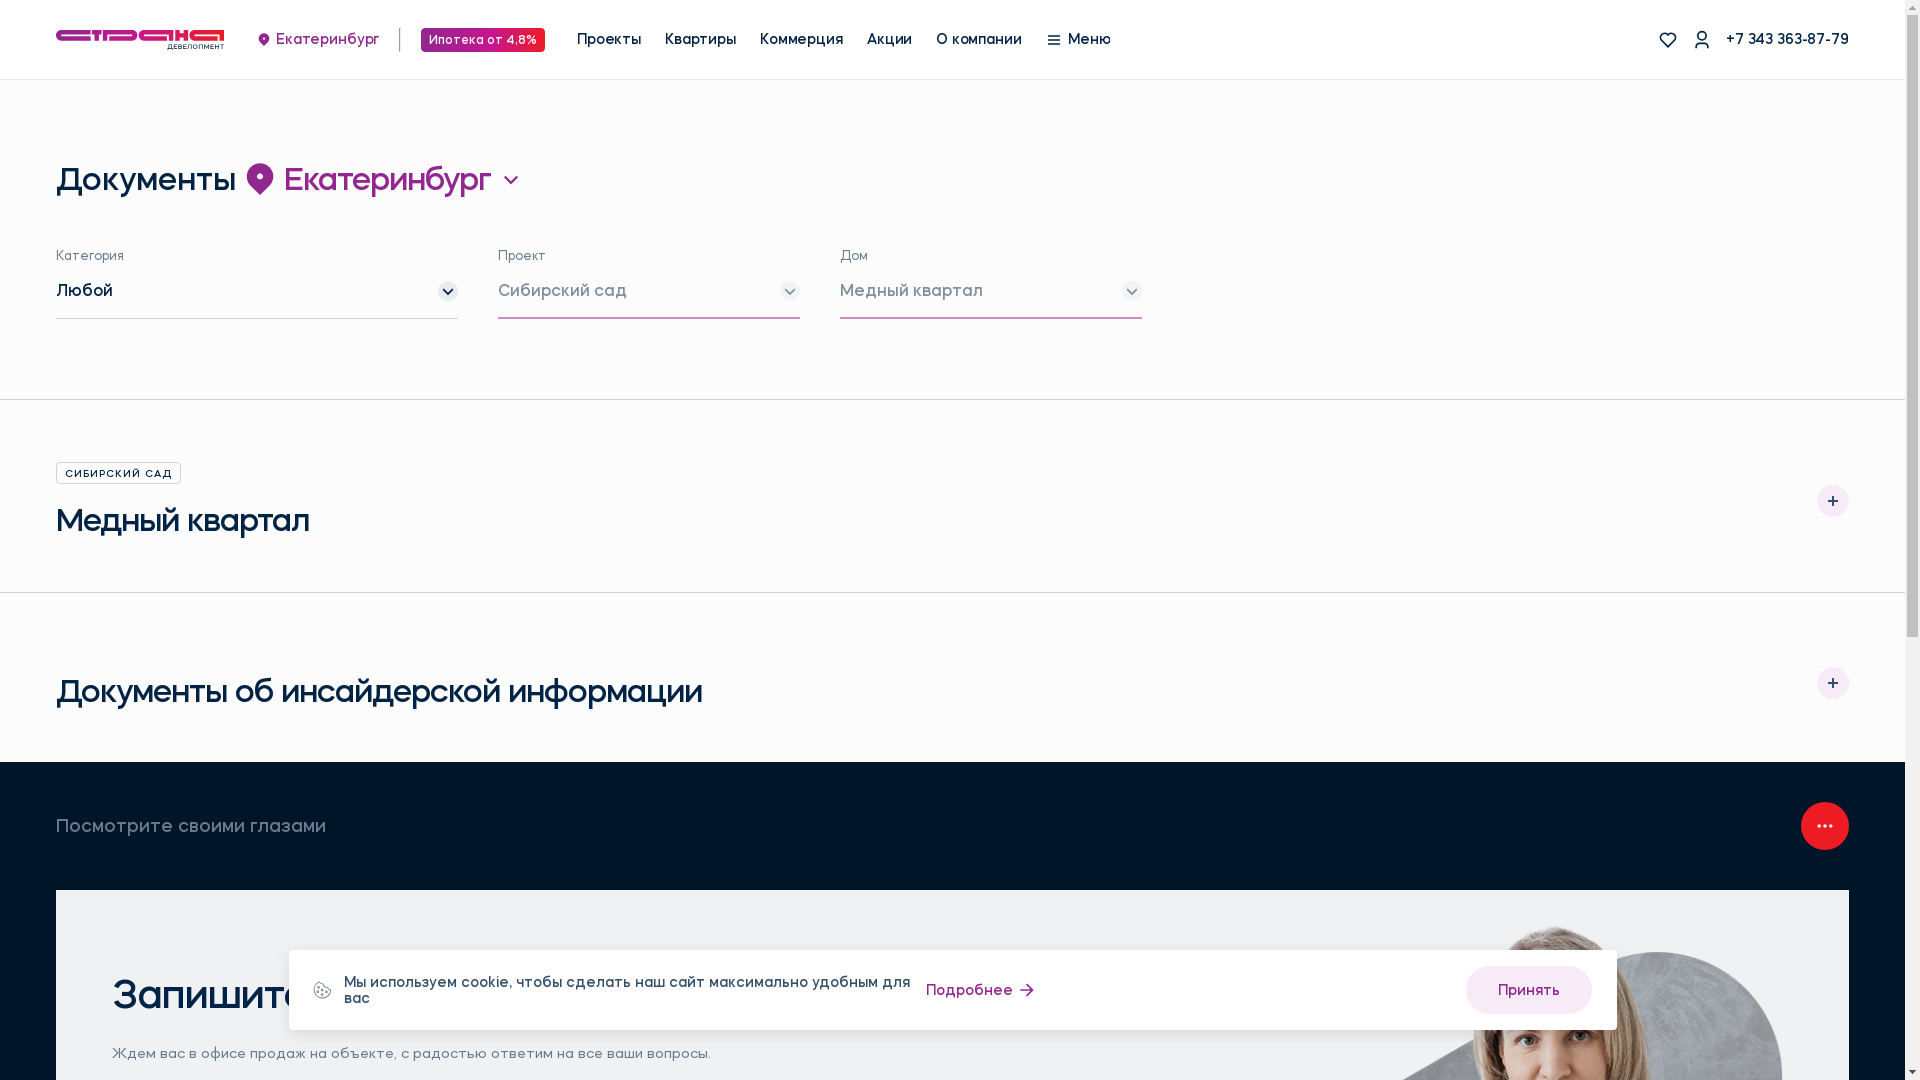 страна
ДЕВЕЛОПМЕНТ
Екатеринбург
Ипотека от 4,8%
Проекты
Квартиры
Коммерция
Акции
О компании
Меню
+7 343 363-87-79
Документы Екатеринбург
Категория
Проект
Дом
Любой
Сибирский сад
Медный квартал
СИБИРСКИЙ САД
Медный квартал
Документы об инсайдерской информации
Посмотрите своими глазами
Мы используем cookie, чтобы сделать наш сайт максимально удобным для
вас
Подробнее
Принять
Ждем вас в офисе продаж на объекте, с радостью ответим на все ваши вопросы.